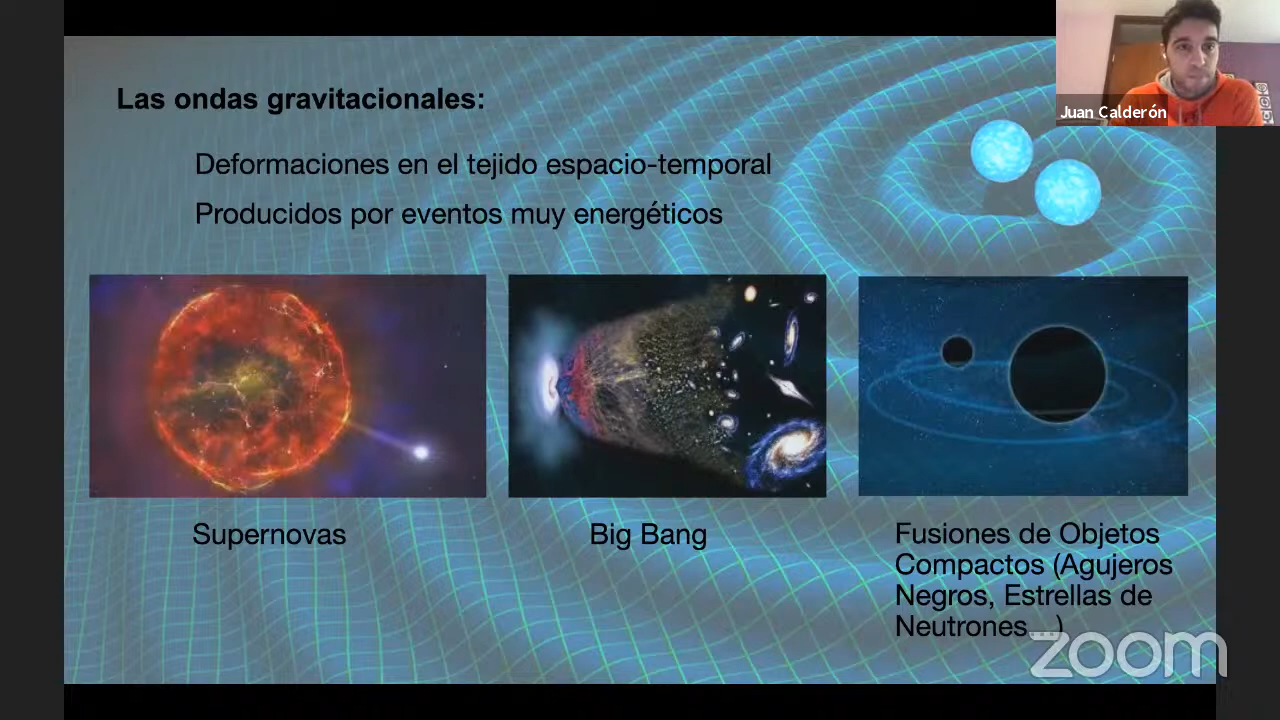 Juan Calderón
Las ondas gravitacionales:
Deformaciones en el tejido espacio-temporal
Producidos por eventos muy energéticos
Supernovas
Big Bang
Fusiones de Objetos
Compactos (Agujeros
Negros, Estrellas de
Neutrones...)
zoom